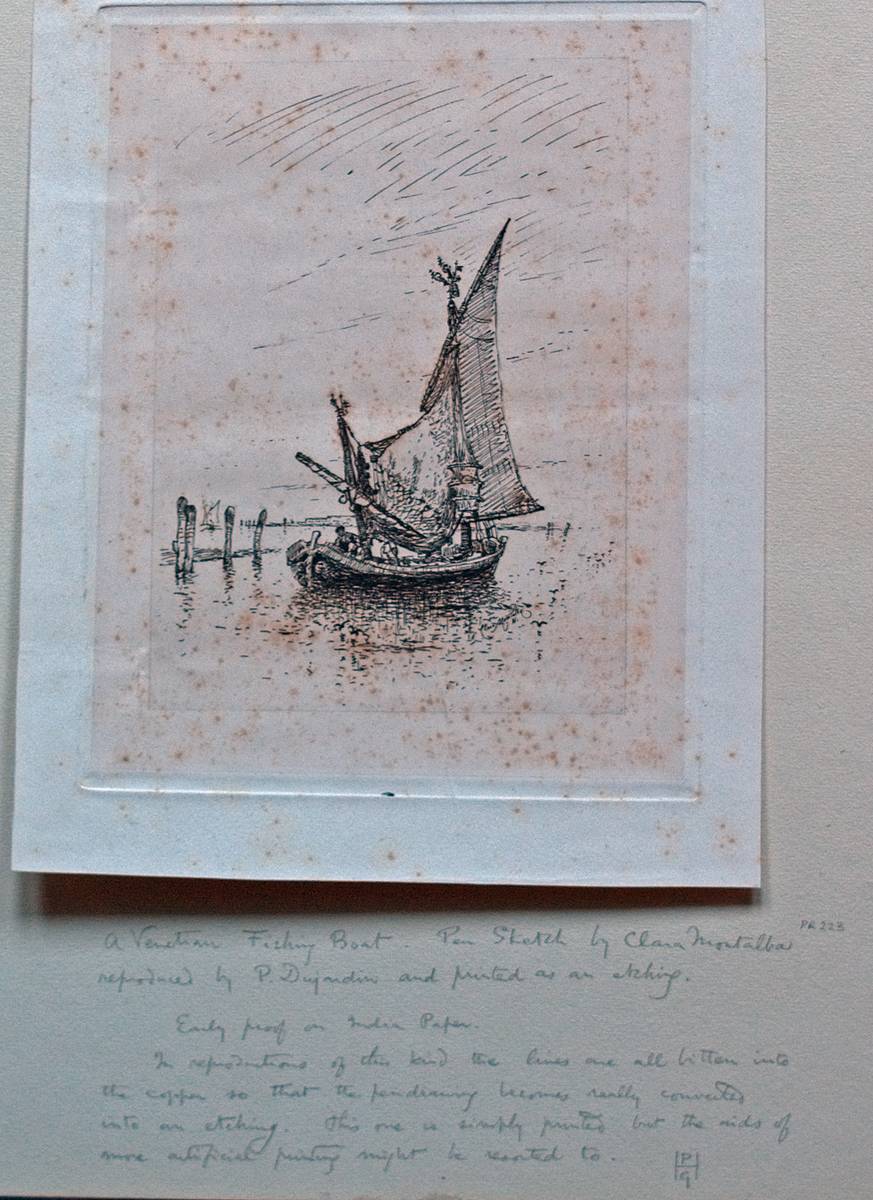 A Venetian Fishing Boat. Pen Sketch by Clara Montalba
PR 223
reproduced by P. Dujardin and printed as an etching.
Early proof on India Paper.
In reproductions of this kind the lines are all bitten into
the copper so that the pendrawing becomes really converted
into an etching. This one is simply printed but the aids of
more artificial printing might be resorted to.